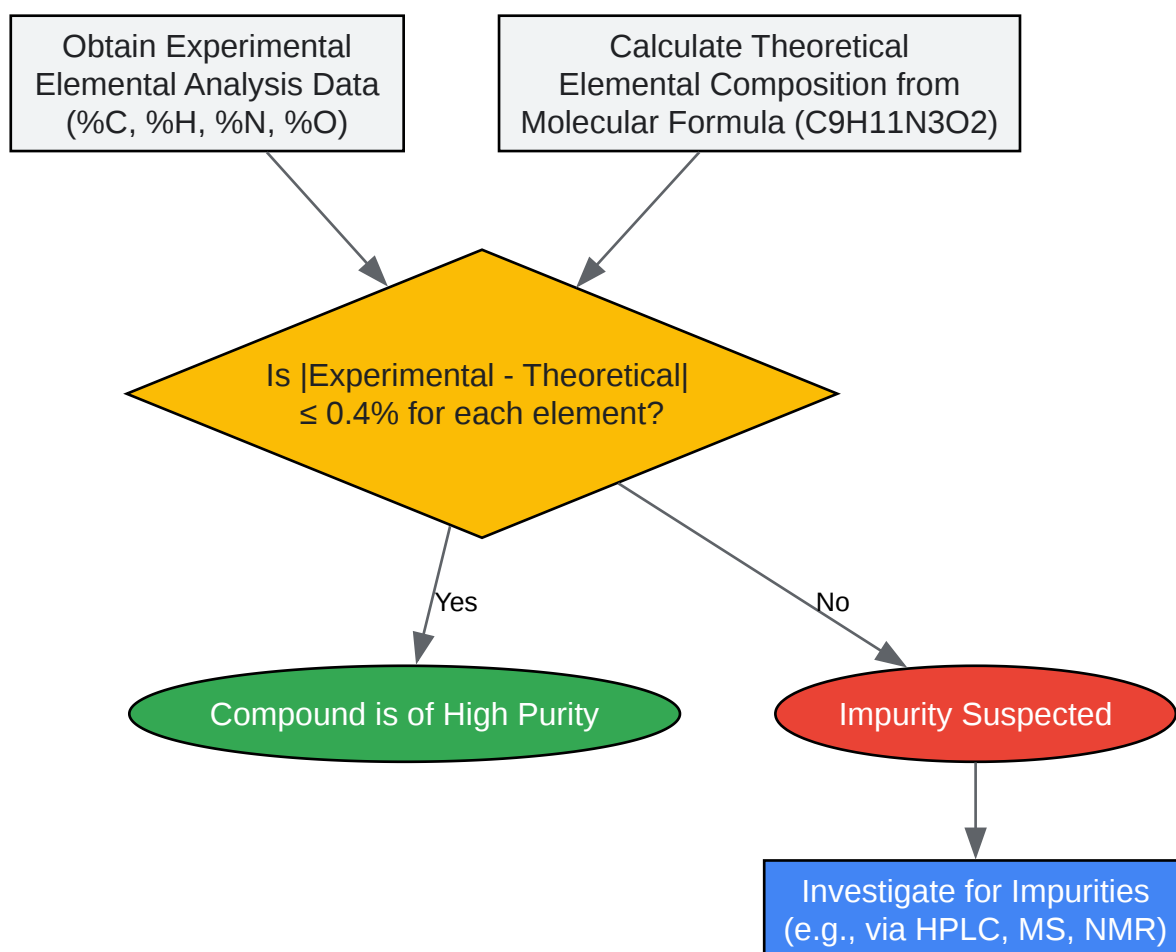 Obtain Experimental
Elemental Analysis Data
(%C, %H, %N, %O)
Calculate Theoretical
Elemental Composition from
Molecular Formula (C9H11N3O2)
Is |Experimental - Theoretical|
≤ 0.4% for each element?
Yes
No
Compound is of High Purity
Impurity Suspected
Investigate for Impurities
(e.g., via HPLC, MS, NMR)